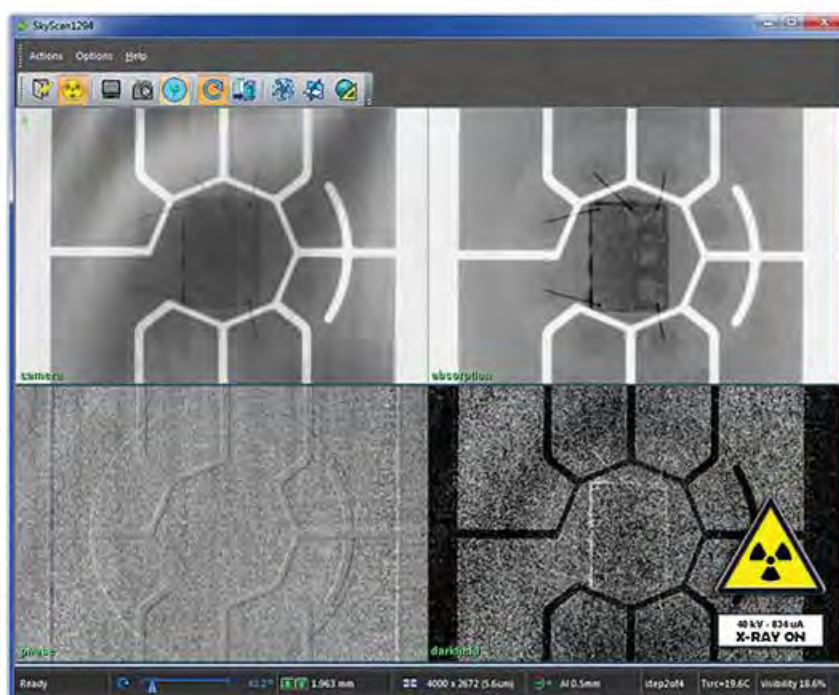 SkyScan1294
Actions Options Help
camera
absorption
phase
darkfield
40 kV - 834 uA
X-RAY ON
Ready 1.963 mm 4000 x 2672 (5.6um) Al 0.5mm step2of4 Tsrc=19.6C visibility 18.6%